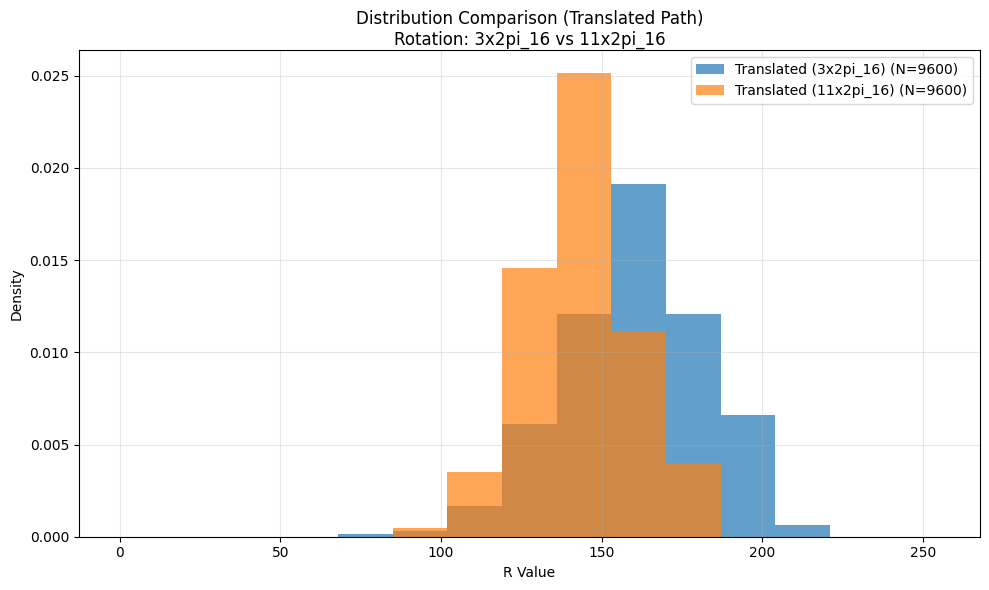 Distribution Comparison (Translated Path)
Rotation: 3x2pi_16 vs 11x2pi_16
Translated (3x2pi_16) (N=9600)
Translated (11x2pi_16) (N=9600)
0.025
0.020
0.015
0.010
0.005
0.000
Density
0 50 100 150 200 250
R Value